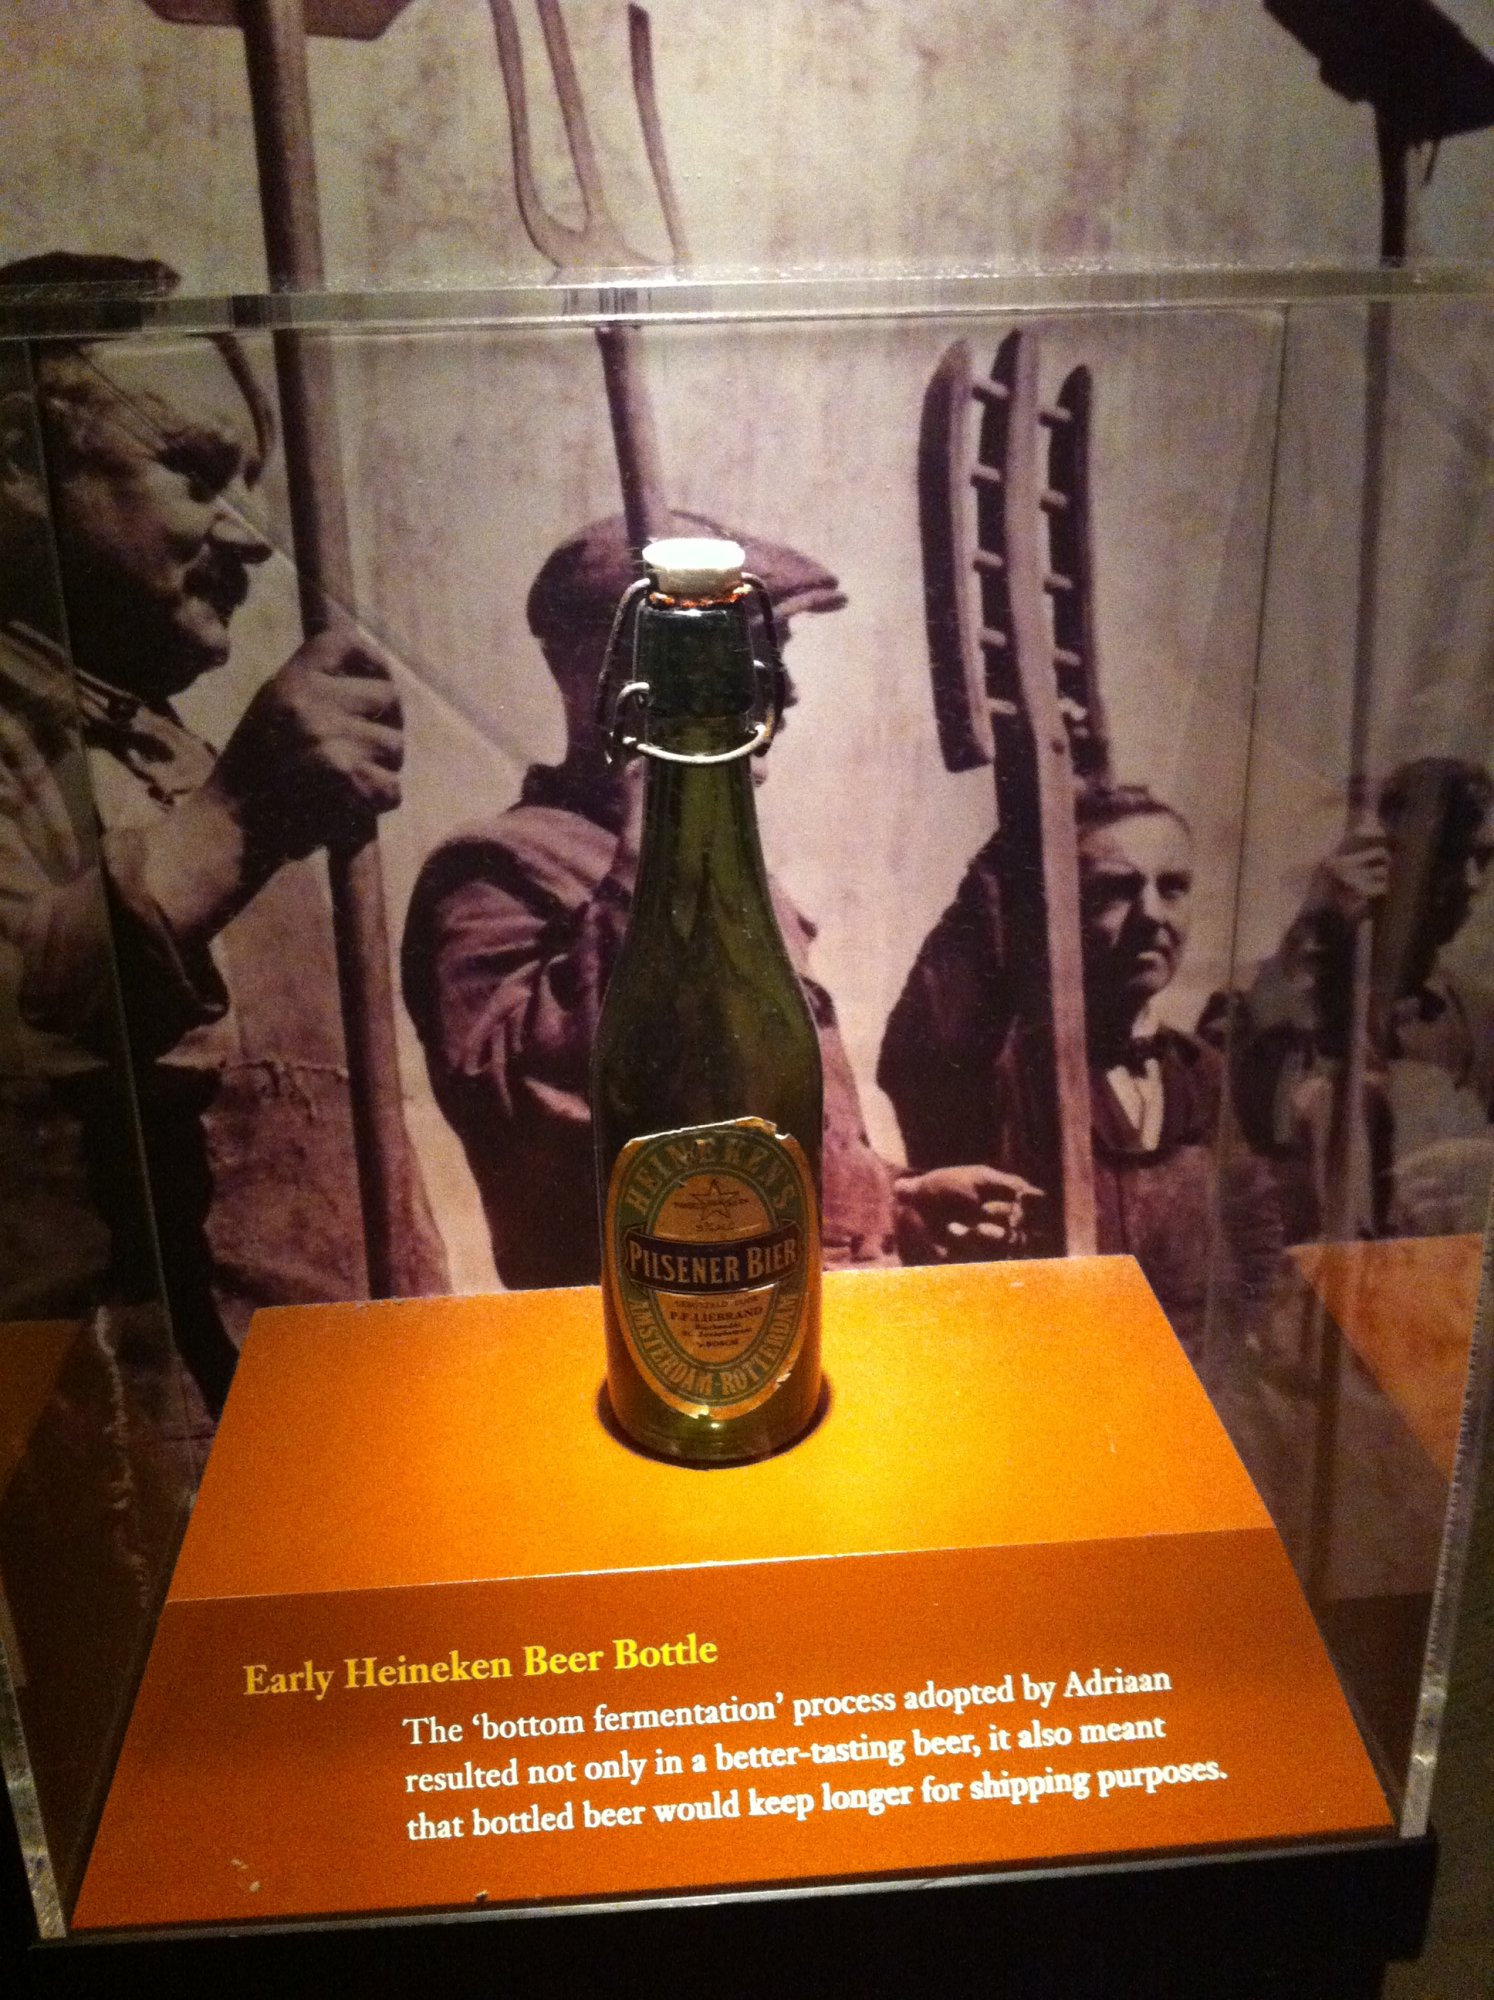 HEINEKEN'S
PILSENER BIER
P.F. LIEBRAND
AMSTERDAM-ROTTERDAM
Early Heineken Beer Bottle
The ‘bottom fermentation’ process adopted by Adriaan
resulted not only in a better-tasting beer, it also meant
that bottled beer would keep longer for shipping purposes.